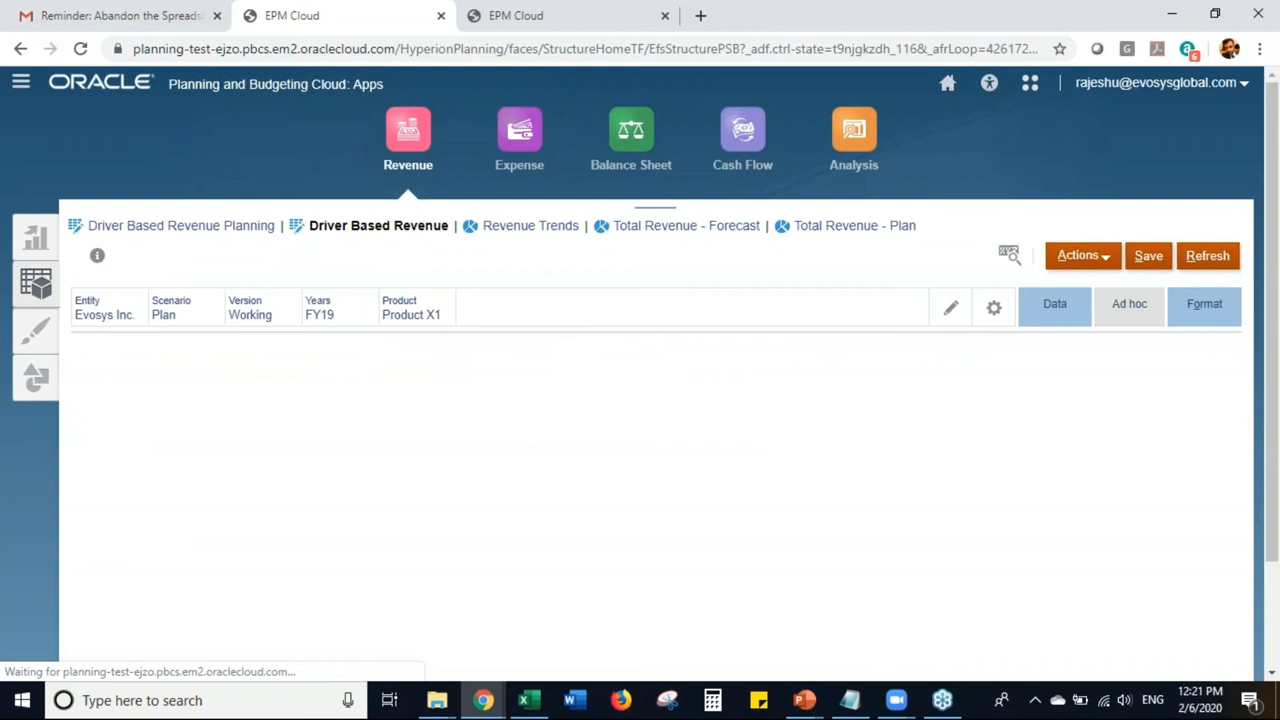 Reminder: Abandon the Spreads
EPM Cloud
EPM Cloud
planning-test-ejzo.pbcs.em2.oraclecloud.com/HyperionPlanning/faces/StructureHomeTF/EfsStructurePSB?_adf.ctrl-state=t9njgkzdh_116&_afrLoop=426172...
6
ORACLE
Planning and Budgeting Cloud: Apps
rajeshu@evosysglobal.com
Revenue
Expense
Balance Sheet
Cash Flow
Analysis
Driver Based Revenue Planning | Driver Based Revenue | Revenue Trends | Total Revenue - Forecast | Total Revenue - Plan
Actions
Save
Refresh
Entity
Evosys Inc.
Scenario
Plan
Version
Working
Years
FY19
Product
Product X1
Data
Ad hoc
Format
Waiting for planning-test-ejzo.pbcs.em2.oraclecloud.com...
Type here to search
ENG
12:21 PM
2/6/2020
1